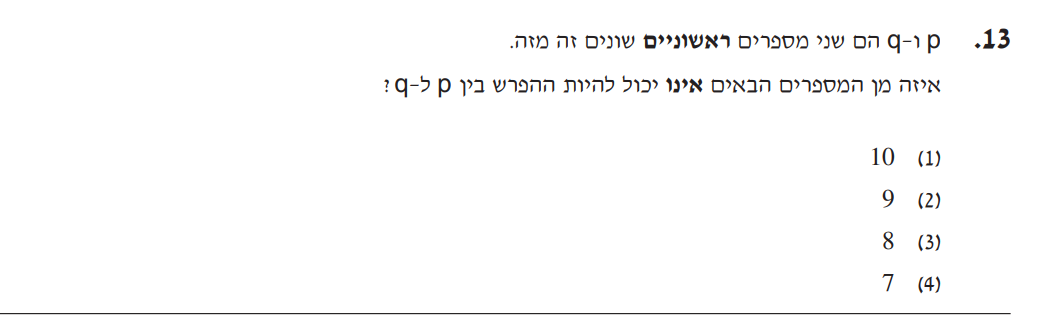 13. p ו-q הם שני מספרים ראשוניים שונים זה מזה.
איזה מן המספרים הבאים אינו יכול להיות ההפרש בין p ל-q ?
(1) 10
(2) 9
(3) 8
(4) 7